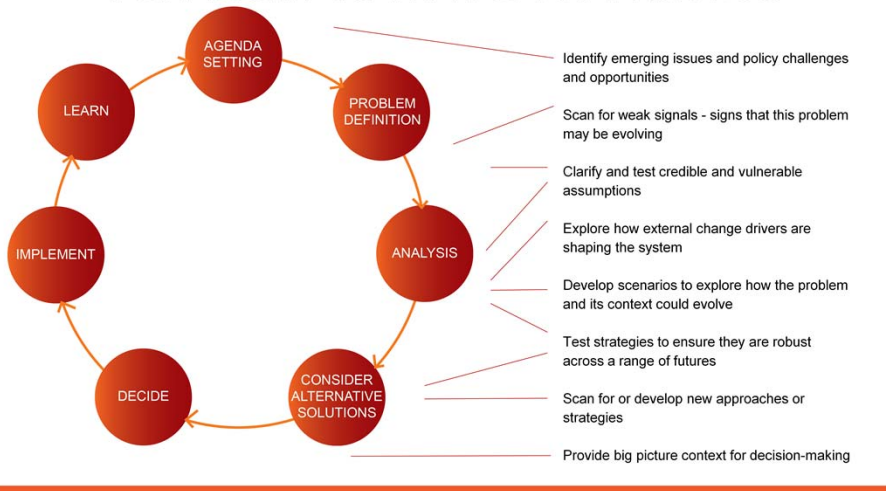 AGENDA
SETTING
PROBLEM
DEFINITION
ANALYSIS
CONSIDER
ALTERNATIVE
SOLUTIONS
DECIDE
IMPLEMENT
LEARN
Identify emerging issues and policy challenges
and opportunities
Scan for weak signals - signs that this problem
may be evolving
Clarify and test credible and vulnerable
assumptions
Explore how external change drivers are
shaping the system
Develop scenarios to explore how the problem
and its context could evolve
Test strategies to ensure they are robust
across a range of futures
Scan for or develop new approaches or
strategies
Provide big picture context for decision-making